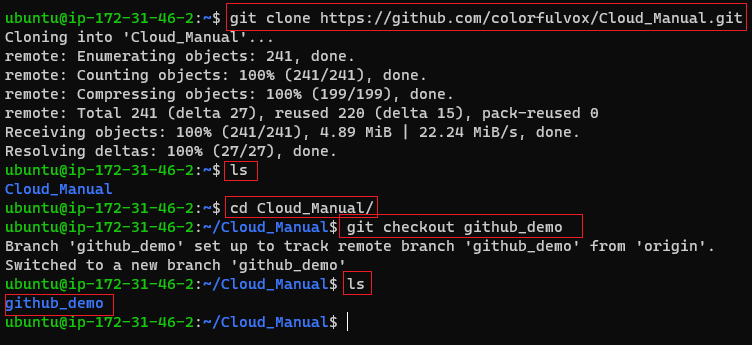 ubuntu@ip-172-31-46-2:~$ git clone https://github.com/colorfulvox/Cloud_Manual.git
Cloning into 'Cloud_Manual'...
remote: Enumerating objects: 241, done.
remote: Counting objects: 100% (241/241), done.
remote: Compressing objects: 100% (199/199), done.
remote: Total 241 (delta 27), reused 220 (delta 15), pack-reused 0
Receiving objects: 100% (241/241), 4.89 MiB | 22.24 MiB/s, done.
Resolving deltas: 100% (27/27), done.
ubuntu@ip-172-31-46-2:~$ ls
Cloud_Manual
ubuntu@ip-172-31-46-2:~$ cd Cloud_Manual/
ubuntu@ip-172-31-46-2:~/Cloud_Manual$ git checkout github_demo
Branch 'github_demo' set up to track remote branch 'github_demo' from 'origin'.
Switched to a new branch 'github_demo'
ubuntu@ip-172-31-46-2:~/Cloud_Manual$ ls
github_demo
ubuntu@ip-172-31-46-2:~/Cloud_Manual$